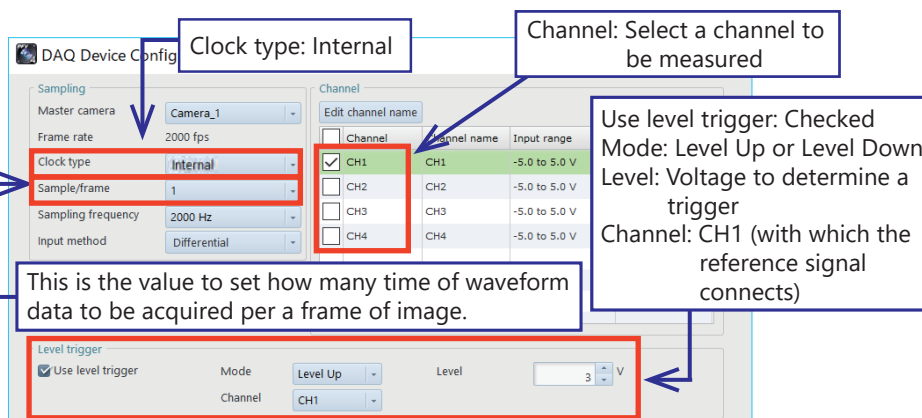 Clock type: Internal
Channel: Select a channel to
be measured
DAQ Device Config
Sampling
Master camera Camera_1
Frame rate 2000 fps
Clock type Internal
Sample/frame 1
Sampling frequency 2000 Hz
Input method Differential
Channel
Edit channel name
Channel Channel name Input range
CH1 CH1 -5.0 to 5.0 V
CH2 CH2 -5.0 to 5.0 V
CH3 CH3 -5.0 to 5.0 V
CH4 CH4 -5.0 to 5.0 V
Use level trigger: Checked
Mode: Level Up or Level Down
Level: Voltage to determine a
trigger
Channel: CH1 (with which the
reference signal
connects)
This is the value to set how many time of waveform
data to be acquired per a frame of image.
Level trigger
Use level trigger Mode Level Up Level 3 V
Channel CH1